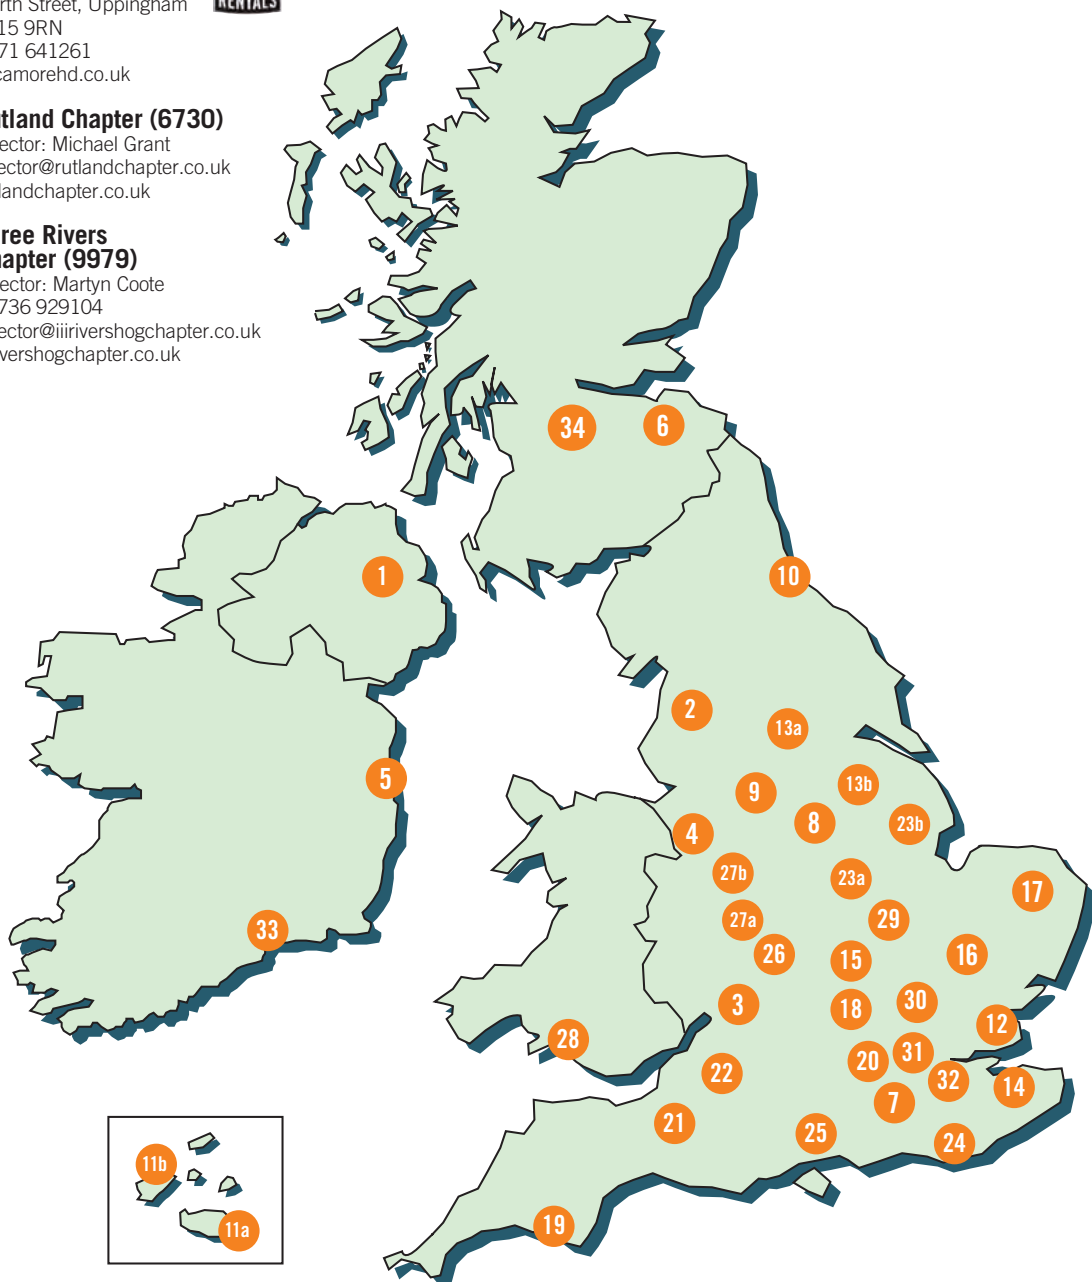 RENTALS
rth Street, Uppingham
15 9RN
71 641261
camorehd.co.uk
tland Chapter (6730)
ector: Michael Grant
ector@rutlandchapter.co.uk
landchapter.co.uk
ree Rivers
hapter (9979)
ector: Martyn Coote
736 929104
ector@iiirivershogchapter.co.uk
vershogchapter.co.uk
34
6
1
10
2
13a
5
9
13b
8
23b
4
27b
23a
17
27a
29
33
26
15
16
3
18
30
12
28
20
31
22
32
14
7
21
25
24
11b
19
11a